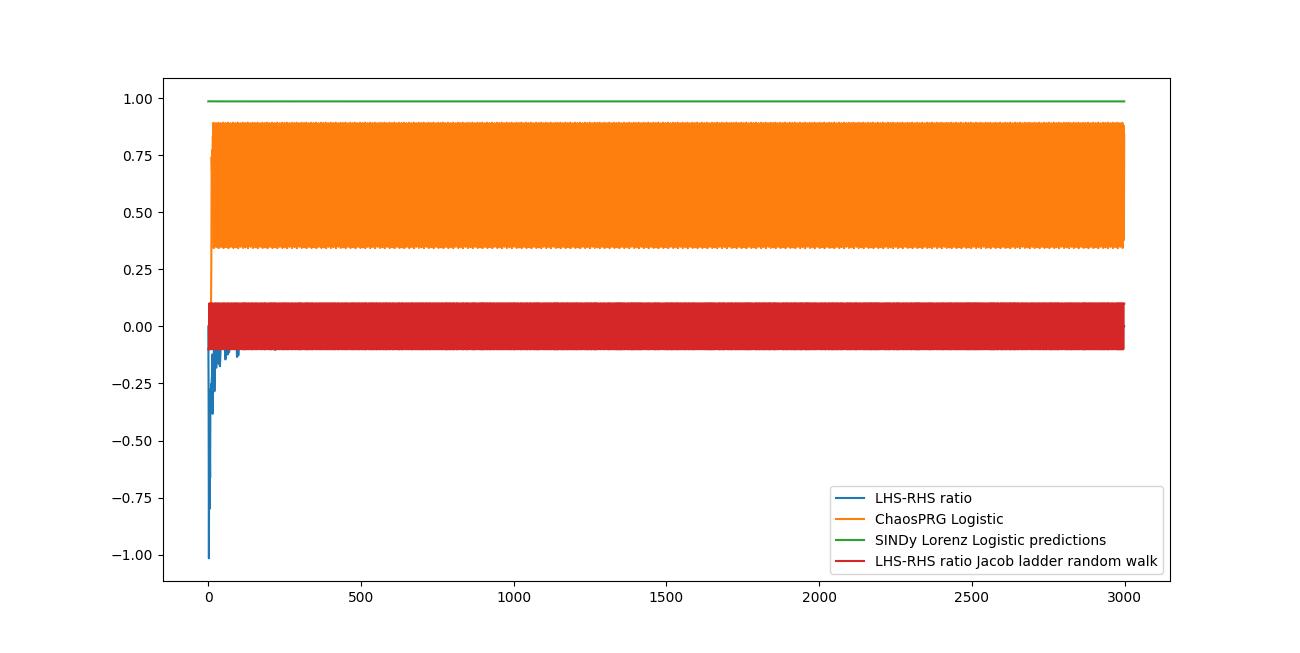 1.00
0.75
0.50
0.25
0.00
−0.25
−0.50
−0.75
−1.00
0 500 1000 1500 2000 2500 3000
LHS-RHS ratio
ChaosPRG Logistic
SINDy Lorenz Logistic predictions
LHS-RHS ratio Jacob ladder random walk